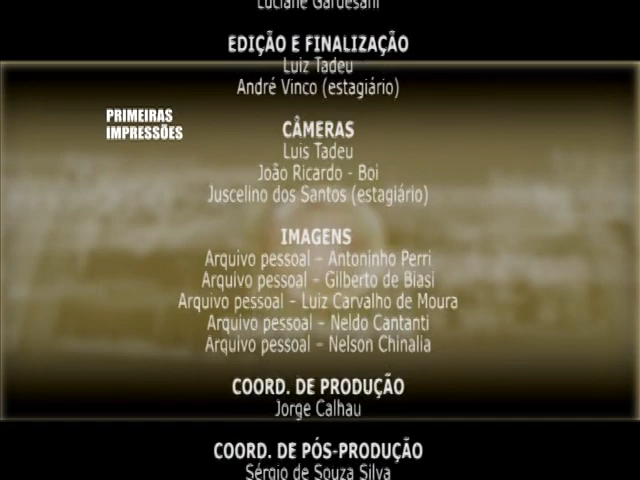 Luciane Gardesani
EDIÇÃO E FINALIZAÇÃO
Luiz Tadeu
André Vinco (estagiário)
PRIMEIRAS
IMPRESSÕES
CÂMERAS
Luis Tadeu
João Ricardo - Boi
Juscelino dos Santos (estagiário)
IMAGENS
Arquivo pessoal – Antoninho Perri
Arquivo pessoal – Gilberto de Biasi
Arquivo pessoal – Luiz Carvalho de Moura
Arquivo pessoal – Neldo Cantanti
Arquivo pessoal – Nelson Chinalia
COORD. DE PRODUÇÃO
Jorge Calhau
COORD. DE PÓS-PRODUÇÃO
Sérgio de Souza Silva